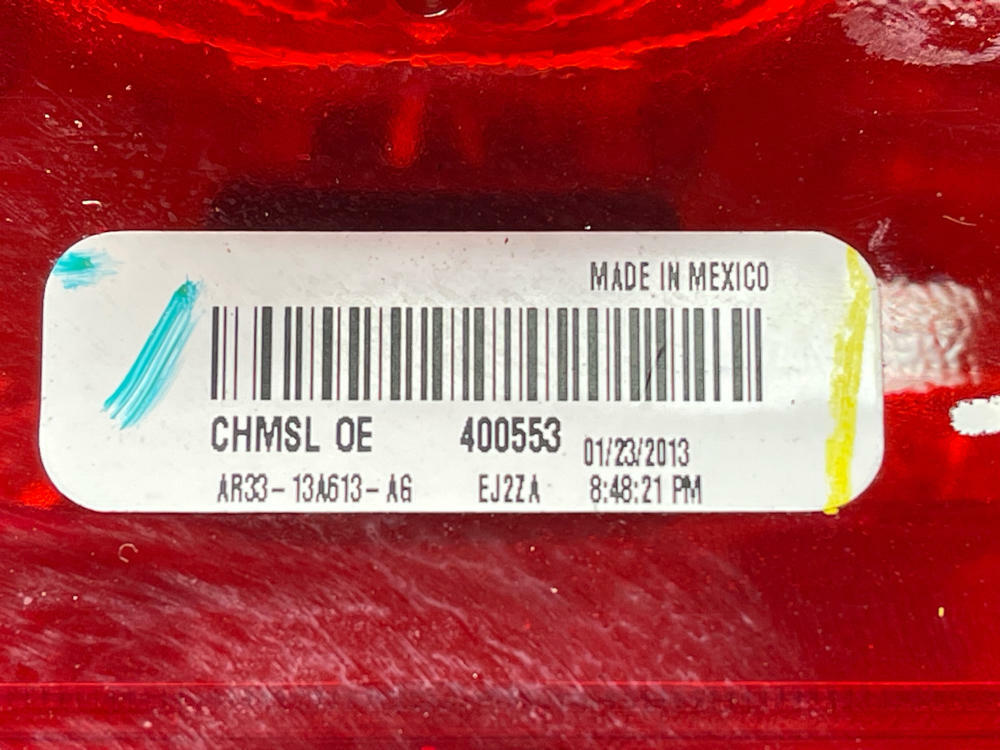 MADE IN MEXICO
CHMSL OE 400553 01/23/2013
AR33-13A613-AG EJ2ZA 8:48:21 PM